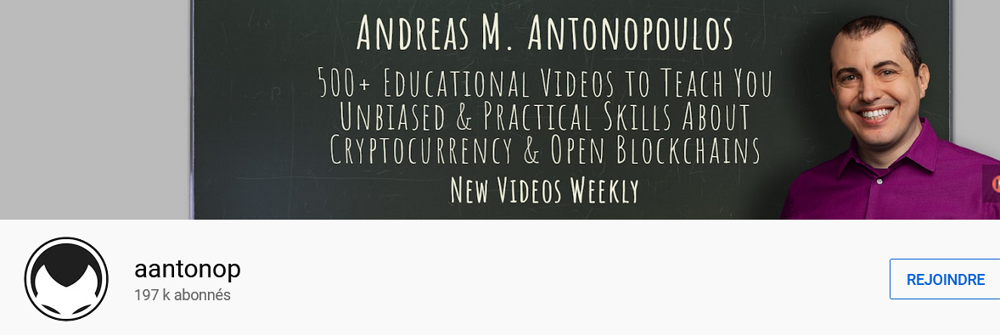 ANDREAS M. ANTONOPOULOS
500+ EDUCATIONAL VIDEOS TO TEACH YOU
UNBIASED & PRACTICAL SKILLS ABOUT
CRYPTOCURRENCY & OPEN BLOCKCHAINS
NEW VIDEOS WEEKLY
aantonop
197 k abonnés
REJOINDRE